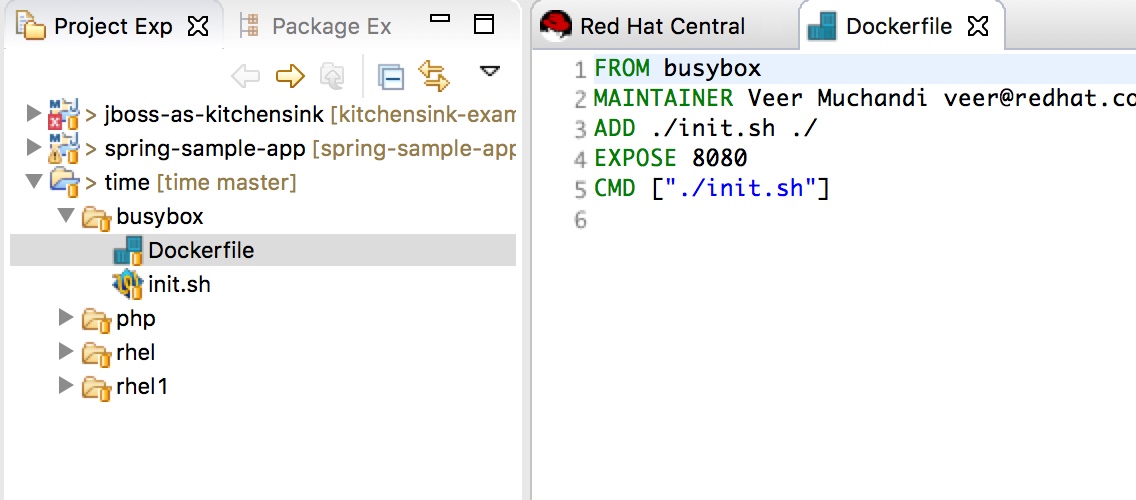 Project Exp
Package Ex
> jboss-as-kitchensink [kitchensink-exam
> spring-sample-app [spring-sample-app
> time [time master]
busybox
Dockerfile
init.sh
php
rhel
rhel1
Red Hat Central
Dockerfile
1 FROM busybox
2 MAINTAINER Veer Muchandi veer@redhat.co
3 ADD ./init.sh ./
4 EXPOSE 8080
5 CMD ["./init.sh"]
6